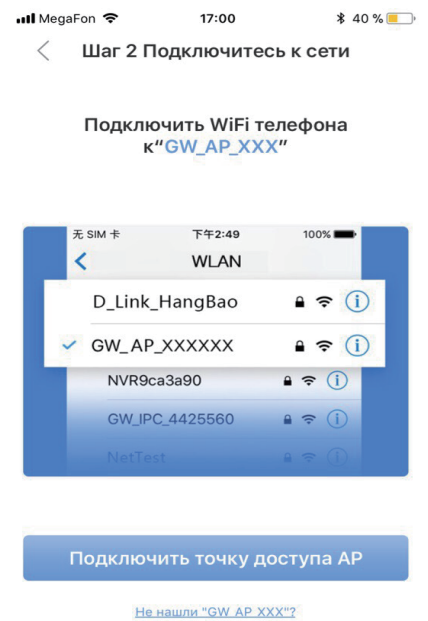 MegaFon 17:00 40 %
Шаг 2 Подключитесь к сети
Подключить WiFi телефона
к“GW_AP_XXX”
无 SIM 卡 下午2:49 100%
WLAN
D_Link_HangBao
GW_AP_XXXXXX
NVR9ca3a90
GW_IPC_4425560
NetTest
Подключить точку доступа AP
Не нашли "GW AP XXX"?